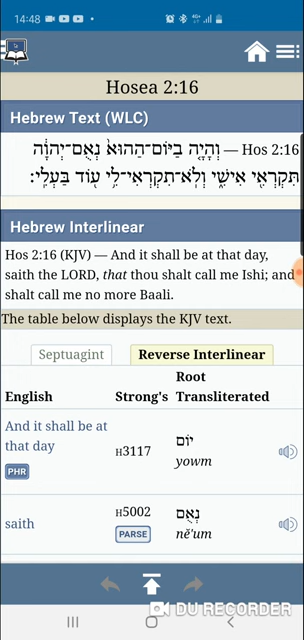 14:48
Hosea 2:16
Hebrew Text (WLC)
Hos 2:16 — וְהָיָ֤ה בַיּוֹם־הַהוּא֙ נְאֻם־יְהוָ֔ה
תִּקְרְאִ֖י אִישִׁ֑י וְלֹֽא־תִקְרְאִי־לִ֥י ע֖וֹד בַּעְלִֽי׃
Hebrew Interlinear
Hos 2:16 (KJV) — And it shall be at that day,
saith the LORD, that thou shalt call me Ishi; and
shalt call me no more Baali.
The table below displays the KJV text.
Septuagint
Reverse Interlinear
English
Strong's
Root
Transliterated
And it shall be at
that day
PHR
H3117
יוֹם
yowm
saith
H5002
PARSE
נְאֻם
nĕ'um
DU RECORDER